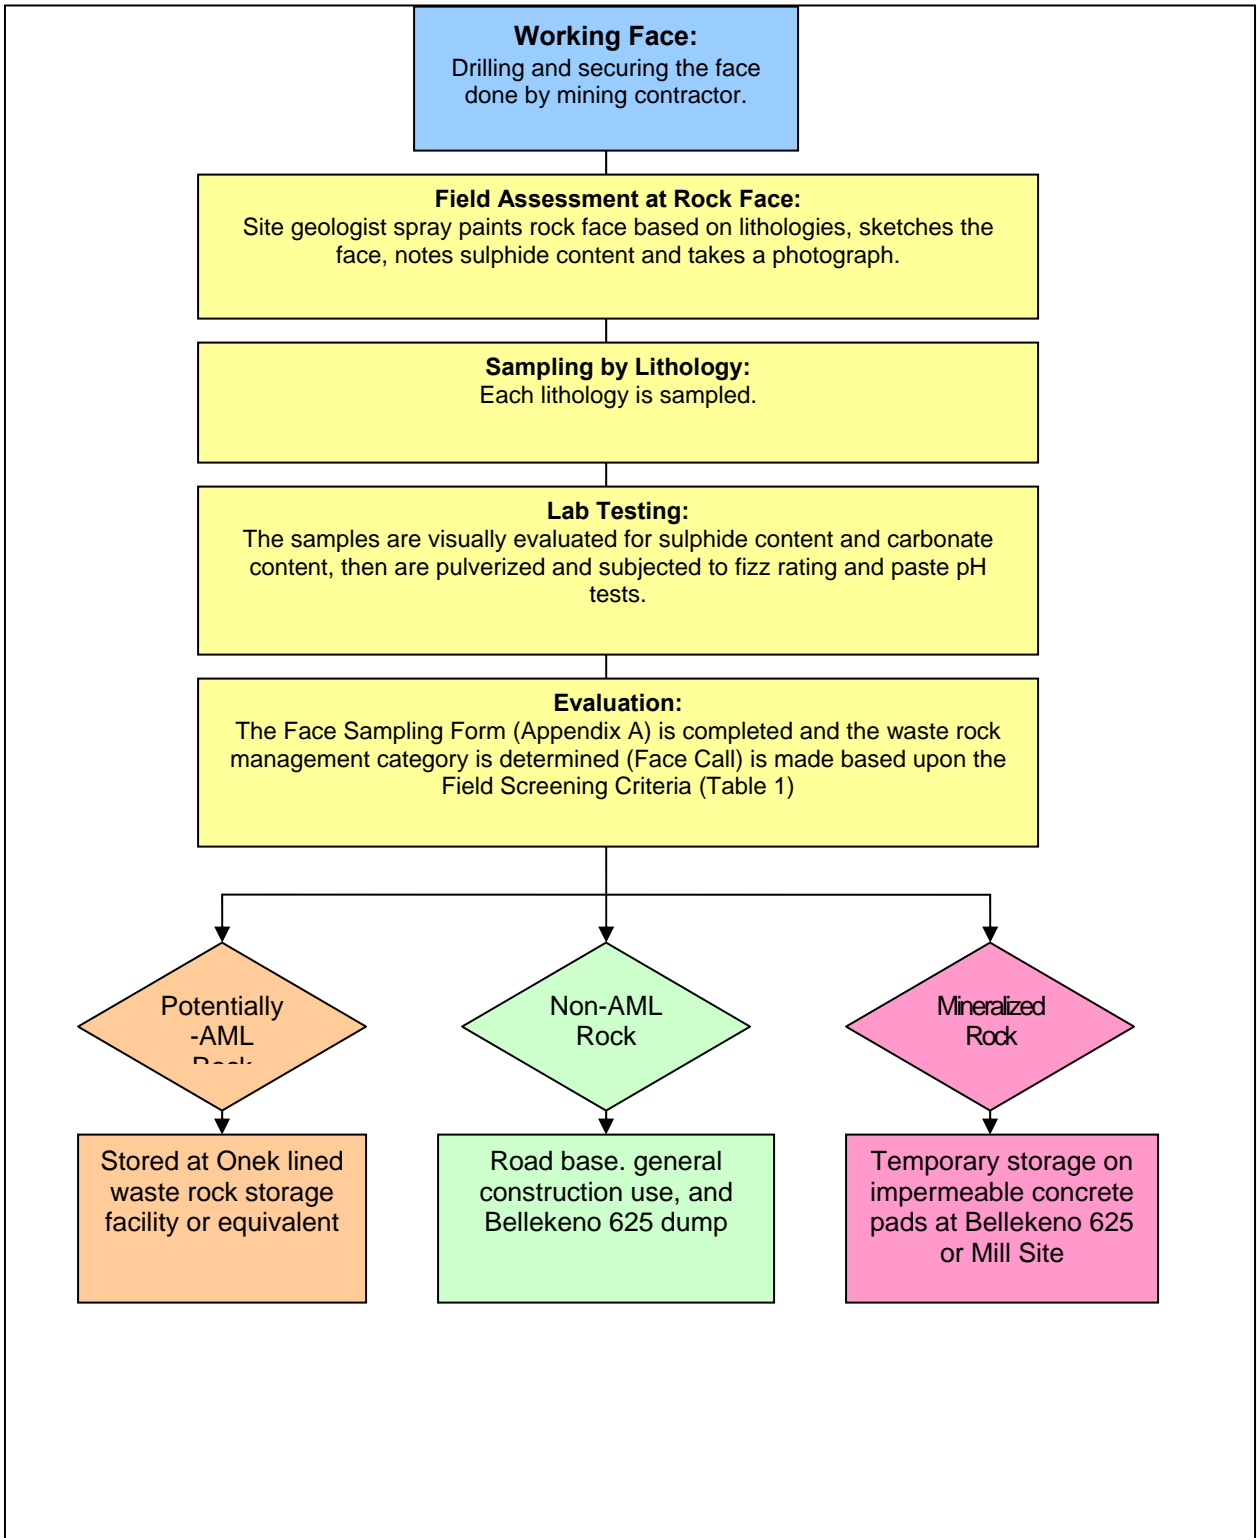 Working Face:
Drilling and securing the face
done by mining contractor.
Field Assessment at Rock Face:
Site geologist spray paints rock face based on lithologies, sketches the
face, notes sulphide content and takes a photograph.
Sampling by Lithology:
Each lithology is sampled.
Lab Testing:
The samples are visually evaluated for sulphide content and carbonate
content, then are pulverized and subjected to fizz rating and paste pH
tests.
Evaluation:
The Face Sampling Form (Appendix A) is completed and the waste rock
management category is determined (Face Call) is made based upon the
Field Screening Criteria (Table 1)
Potentially
-AML
Rock
Non-AML
Rock
Mineralized
Rock
Stored at Onek lined
waste rock storage
facility or equivalent
Road base. general
construction use, and
Bellekeno 625 dump
Temporary storage on
impermeable concrete
pads at Bellekeno 625
or Mill Site